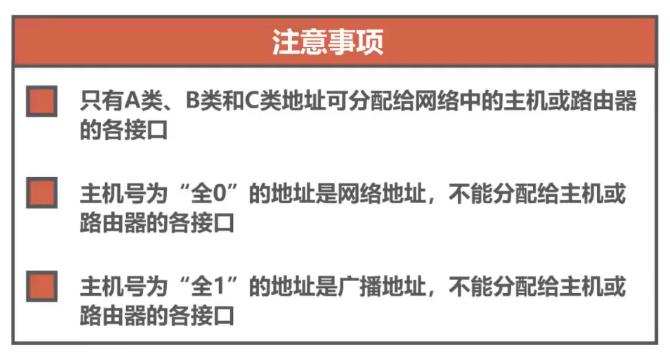 注意事项
只有A类、B类和C类地址可分配给网络中的主机或路由器
的各接口
主机号为“全0”的地址是网络地址，不能分配给主机或
路由器的各接口
主机号为“全1”的地址是广播地址，不能分配给主机或
路由器的各接口